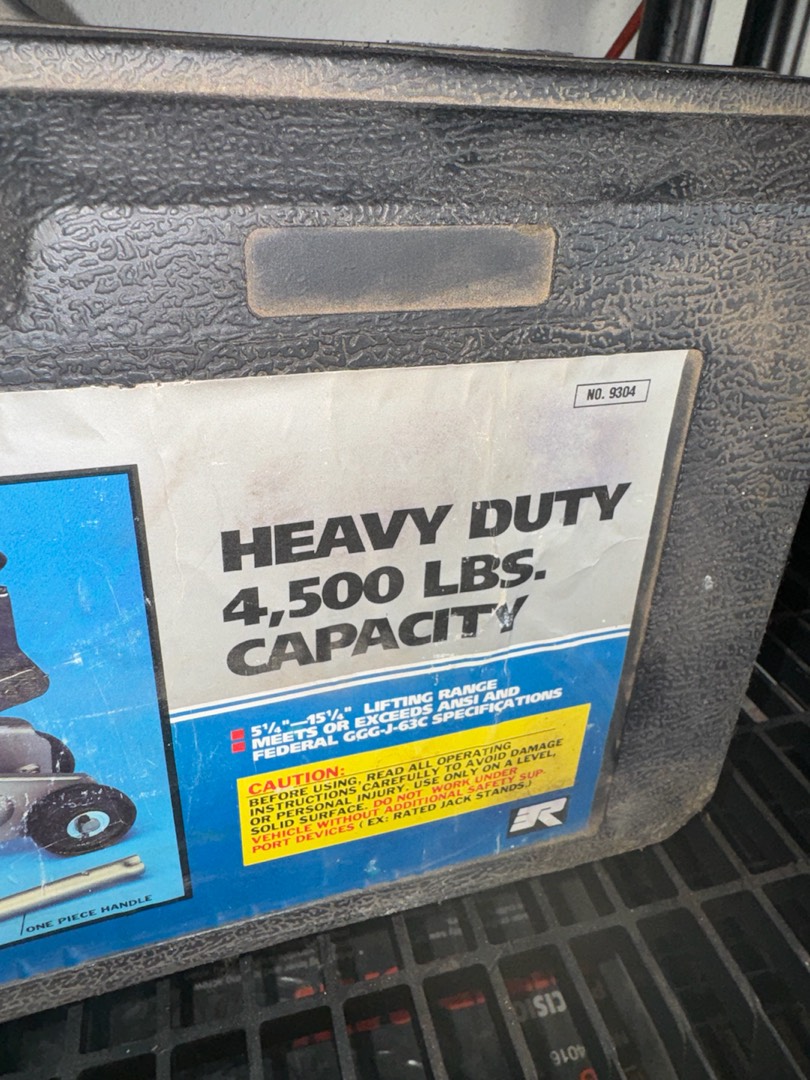 NO. 9304
HEAVY DUTY
4,500 LBS.
CAPACITY
5¼"—15¼" LIFTING RANGE
MEETS OR EXCEEDS ANSI AND
FEDERAL GGG-J-63C SPECIFICATIONS
CAUTION:
BEFORE USING, READ ALL OPERATING
INSTRUCTIONS CAREFULLY TO AVOID DAMAGE
OR PERSONAL INJURY. USE ONLY ON A LEVEL,
SOLID SURFACE. DO NOT WORK UNDER
VEHICLE WITHOUT ADDITIONAL SAFETY SUP-
PORT DEVICES (EX: RATED JACK STANDS.)
ONE PIECE HANDLE
4016